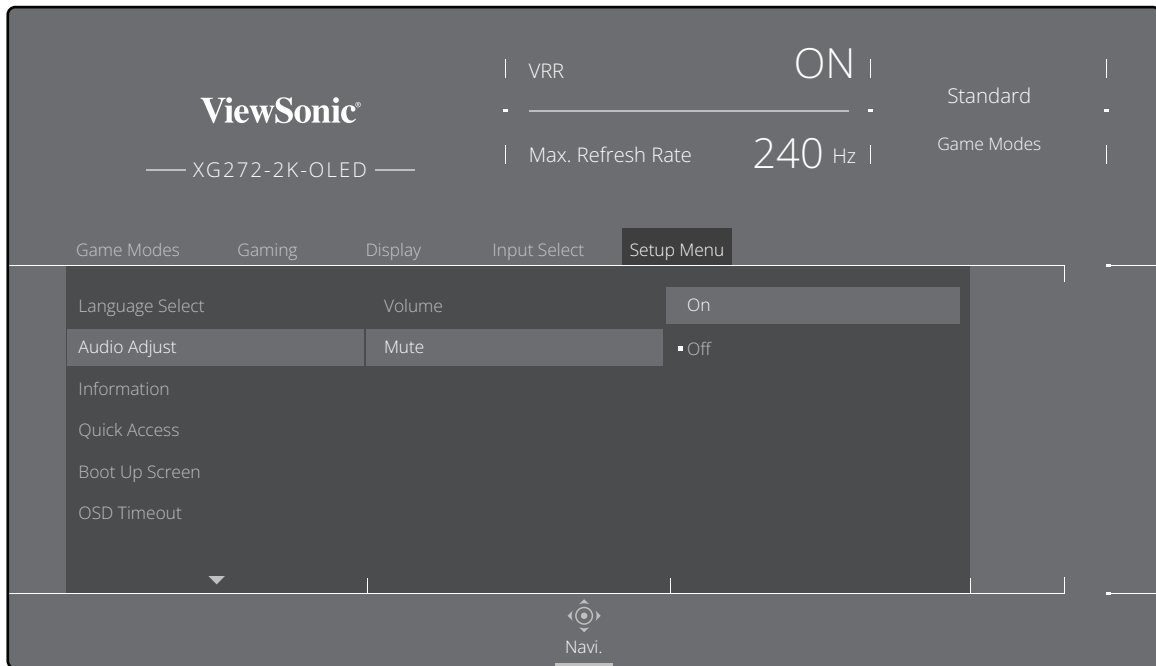 VRR ON
ViewSonic®
Standard
XG272-2K-OLED
Max. Refresh Rate 240 Hz
Game Modes
Game Modes Gaming Display Input Select Setup Menu
Language Select Volume On
Audio Adjust Mute Off
Information
Quick Access
Boot Up Screen
OSD Timeout
Navi.